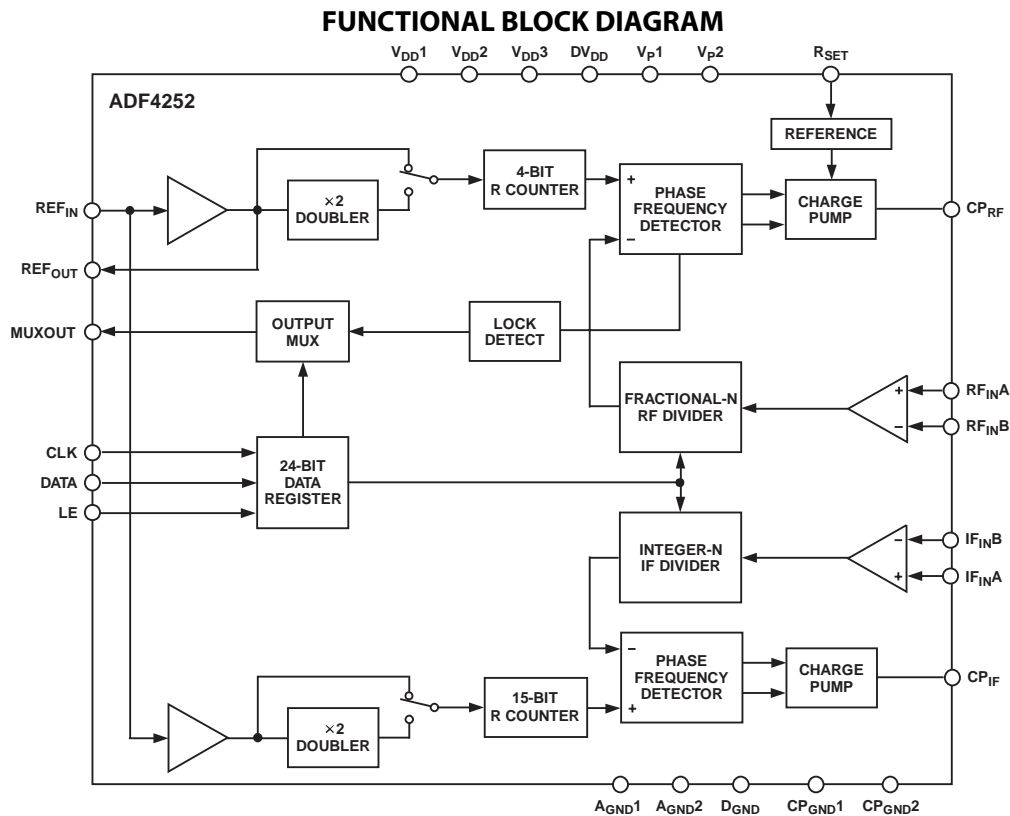 FUNCTIONAL BLOCK DIAGRAM
VDD1 VDD2 VDD3 DVDD VP1 VP2 RSET
ADF4252
REFERENCE
4-BIT
R COUNTER
+
PHASE
FREQUENCY
DETECTOR
−
CHARGE
PUMP
×2
DOUBLER
REFIN
CPRF
REFOUT
MUXOUT
OUTPUT
MUX
LOCK
DETECT
FRACTIONAL-N
RF DIVIDER
+
−
RFINA
RFINB
CLK
DATA
LE
24-BIT
DATA
REGISTER
INTEGER-N
IF DIVIDER
−
+
IFINB
IFINA
−
PHASE
FREQUENCY
DETECTOR
+
CHARGE
PUMP
CPIF
×2
DOUBLER
15-BIT
R COUNTER
AGND1 AGND2 DGND CPGND1 CPGND2